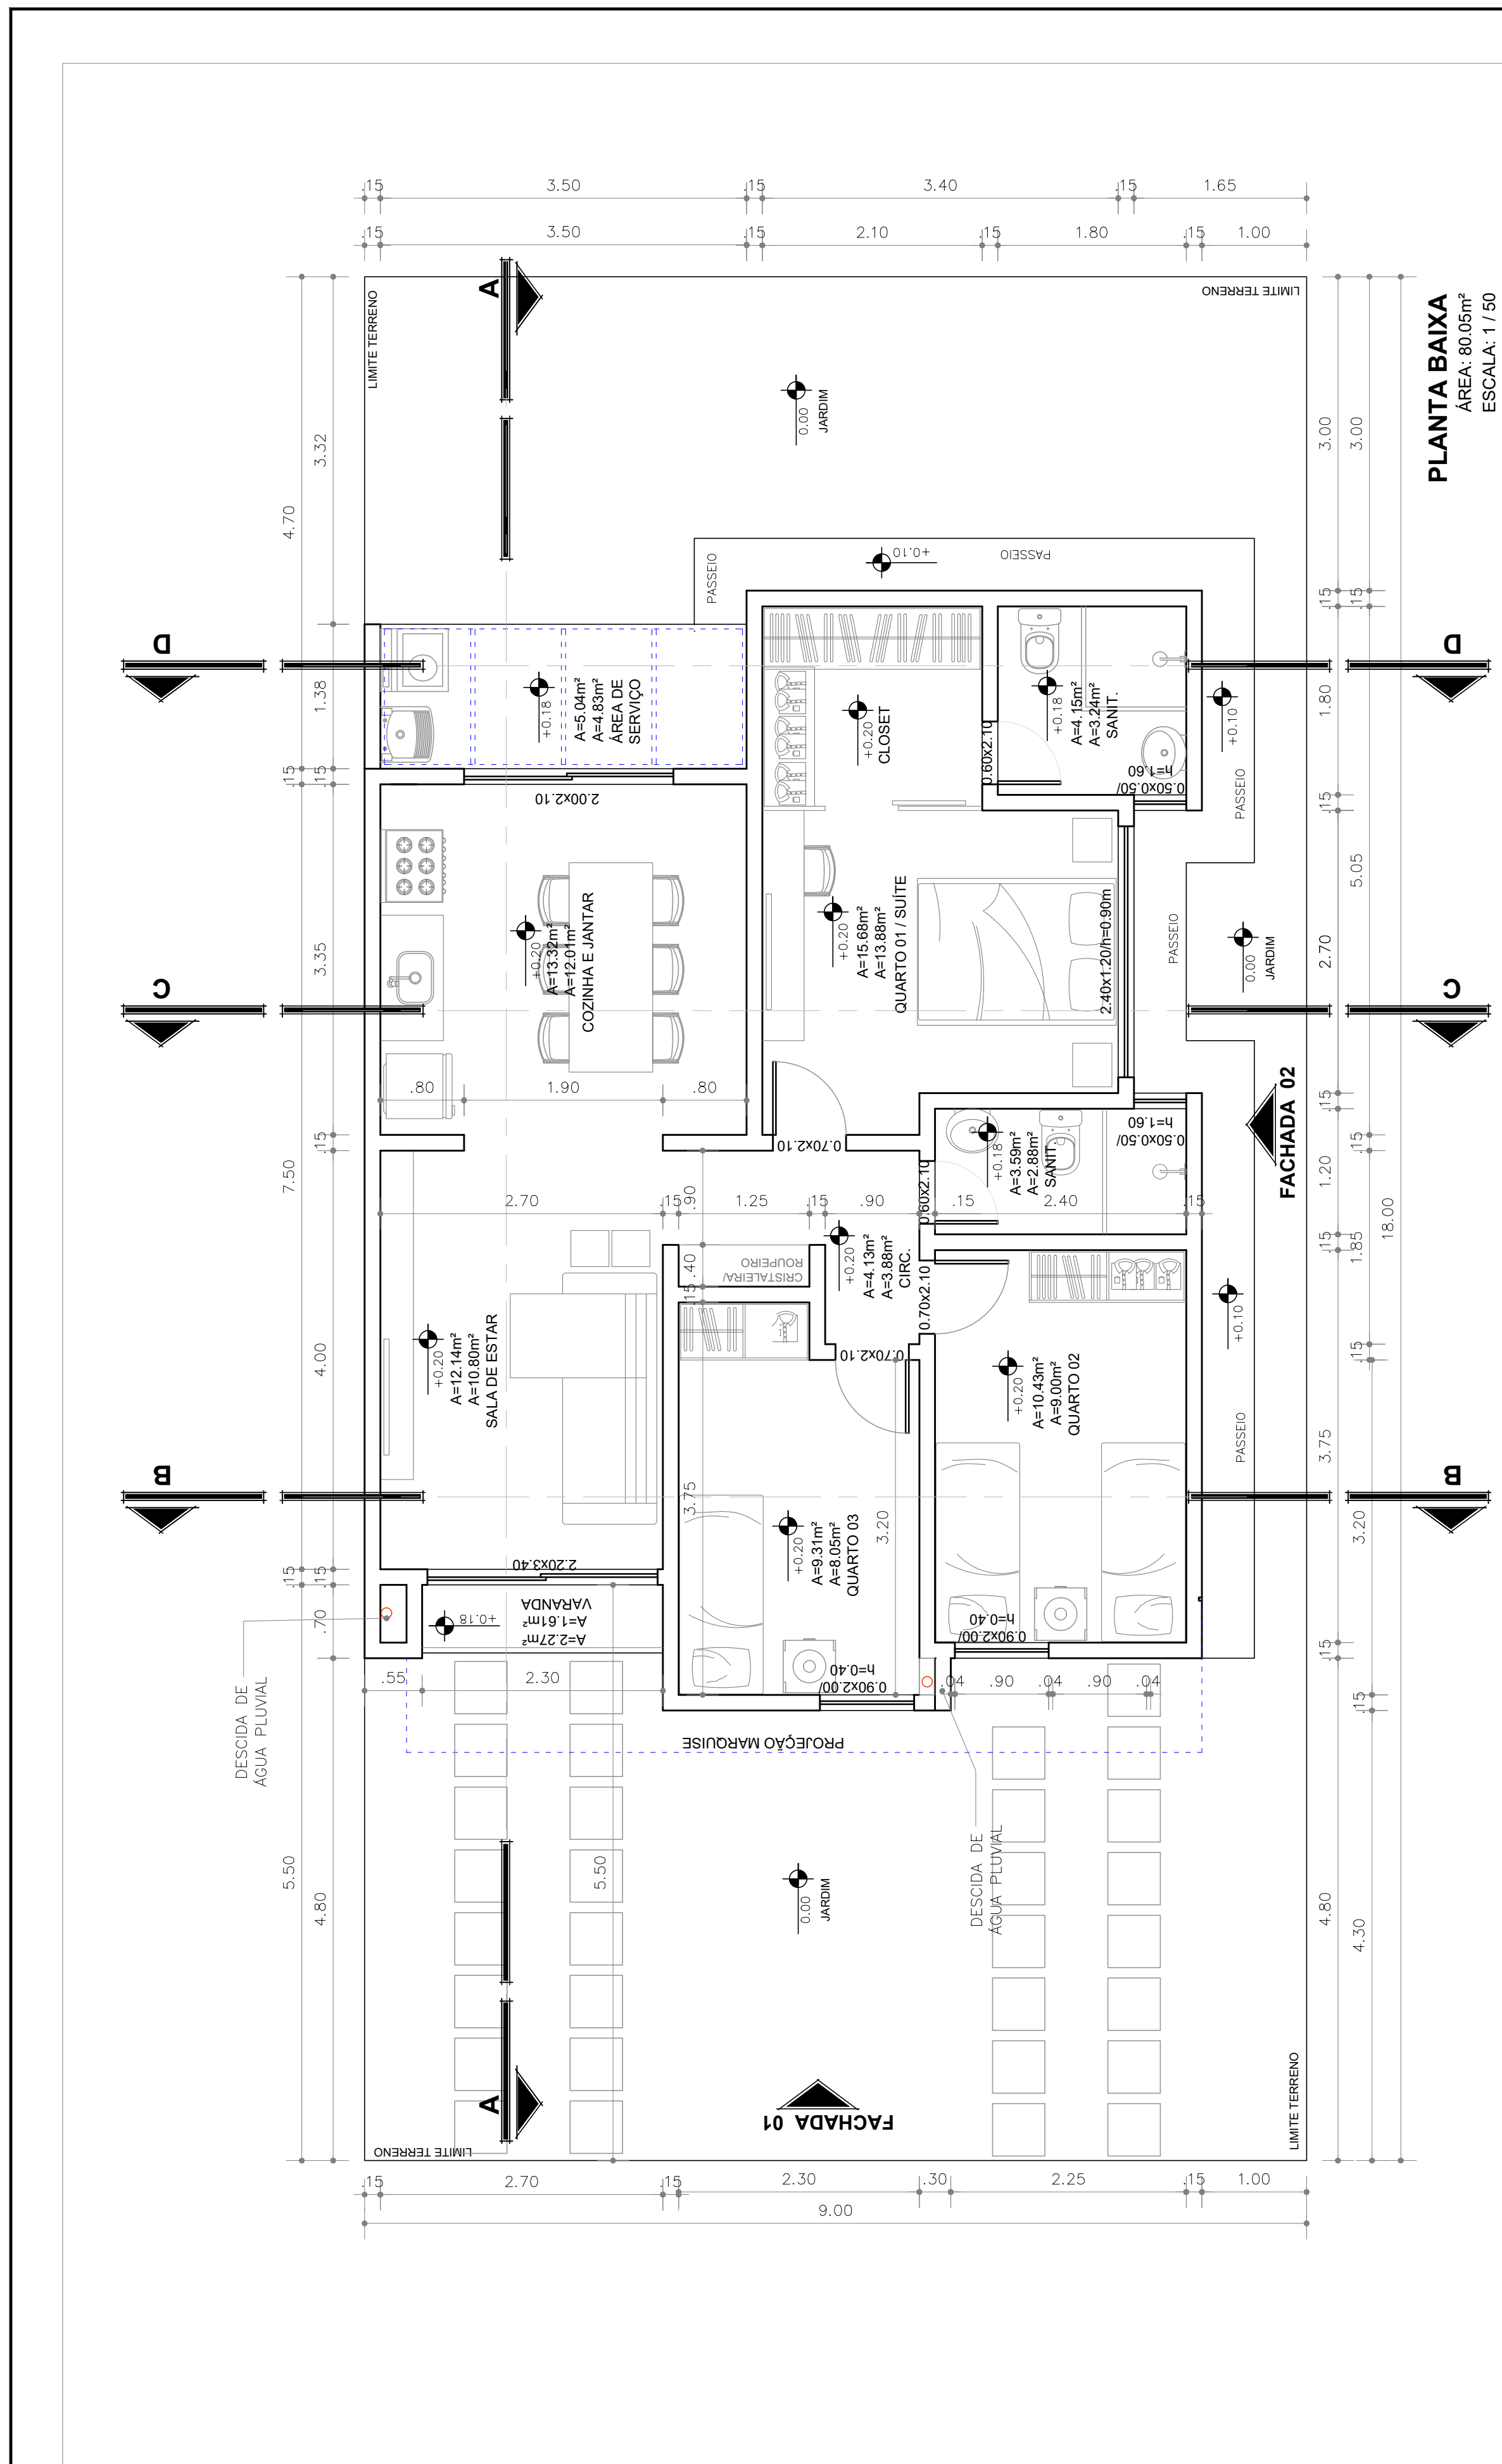 .15
3.50
.15
3.40
.15
1.65
.15
3.50
.15
2.10
.15
1.80
.15
1.00
LIMITE TERRENO
A
LIMITE TERRENO
PLANTA BAIXA
ÁREA: 80.05m²
ESCALA: 1 / 50
0.00
JARDIM
3.32
4.70
3.00
3.00
PASSEIO
+0.10
PASSEIO
.15
.15
D
D
1.38
+0.18
A=5.04m²
A=4.83m²
ÁREA DE
SERVIÇO
+0.20
CLOSET
+0.18
A=4.15m²
A=3.24m²
SANIT.
+0.10
1.80
0.60x2.10
0.50x0.50/
h=1.60
PASSEIO
.15
.15
.15
2.00x2.10
5.05
+0.20
A=13.32m²
A=12.01m²
COZINHA E JANTAR
+0.20
A=15.68m²
A=13.88m²
QUARTO 01 / SUÍTE
2.40x1.20/h=0.90m
PASSEIO
0.00
JARDIM
3.35
2.70
C
C
.80
1.90
.80
FACHADA 02
.15
0.70x2.10
0.50x0.50/
h=1.60
.15
.15
+0.18
A=3.59m²
A=2.88m²
SANIT.
0.60x2.10
7.50
.90
1.20
2.70
.15
1.25
.15
.90
.15
2.40
.15
18.00
CRISTALEIRA/
ROUPEIRO
.40
.15
+0.20
A=4.13m²
A=3.88m²
CIRC.
0.70x2.10
.15
1.85
+0.10
+0.20
A=12.14m²
A=10.80m²
SALA DE ESTAR
4.00
0.70x2.10
.15
+0.20
A=10.43m²
A=9.00m²
QUARTO 02
PASSEIO
3.75
B
B
3.75
+0.20
A=9.31m²
A=8.05m²
QUARTO 03
3.20
3.20
2.20x3.40
.15
.15
VARANDA
A=1.61m²
A=2.27m²
+0.18
.70
0.90x2.00/
h=0.40
0.90x2.00/
h=0.40
.15
.55
2.30
.04
.90
.04
.90
.04
.15
DESCIDA DE
ÁGUA PLUVIAL
PROJEÇÃO MARQUISE
5.50
4.80
5.50
0.00
JARDIM
DESCIDA DE
ÁGUA PLUVIAL
4.80
4.30
A
FACHADA 01
LIMITE TERRENO
LIMITE TERRENO
.15
2.70
.15
2.30
.30
2.25
.15
1.00
9.00